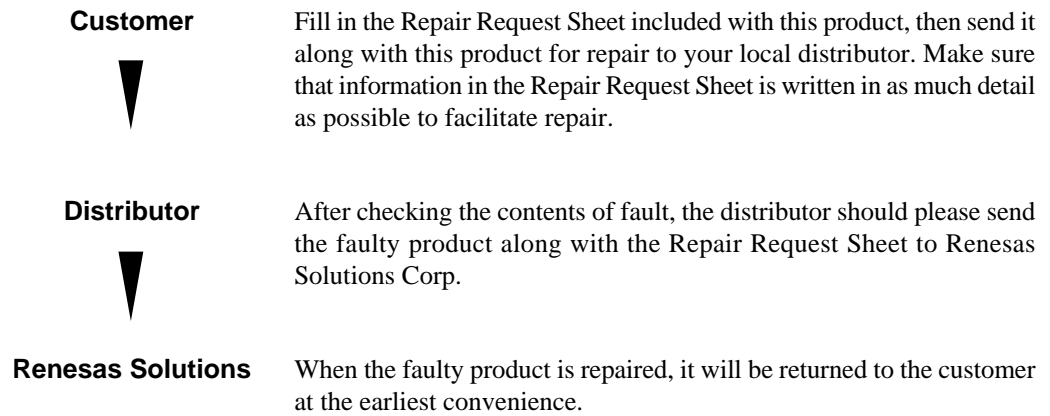 Customer
Fill in the Repair Request Sheet included with this product, then send it
along with this product for repair to your local distributor. Make sure
that information in the Repair Request Sheet is written in as much detail
as possible to facilitate repair.
Distributor
After checking the contents of fault, the distributor should please send
the faulty product along with the Repair Request Sheet to Renesas
Solutions Corp.
Renesas Solutions
When the faulty product is repaired, it will be returned to the customer
at the earliest convenience.